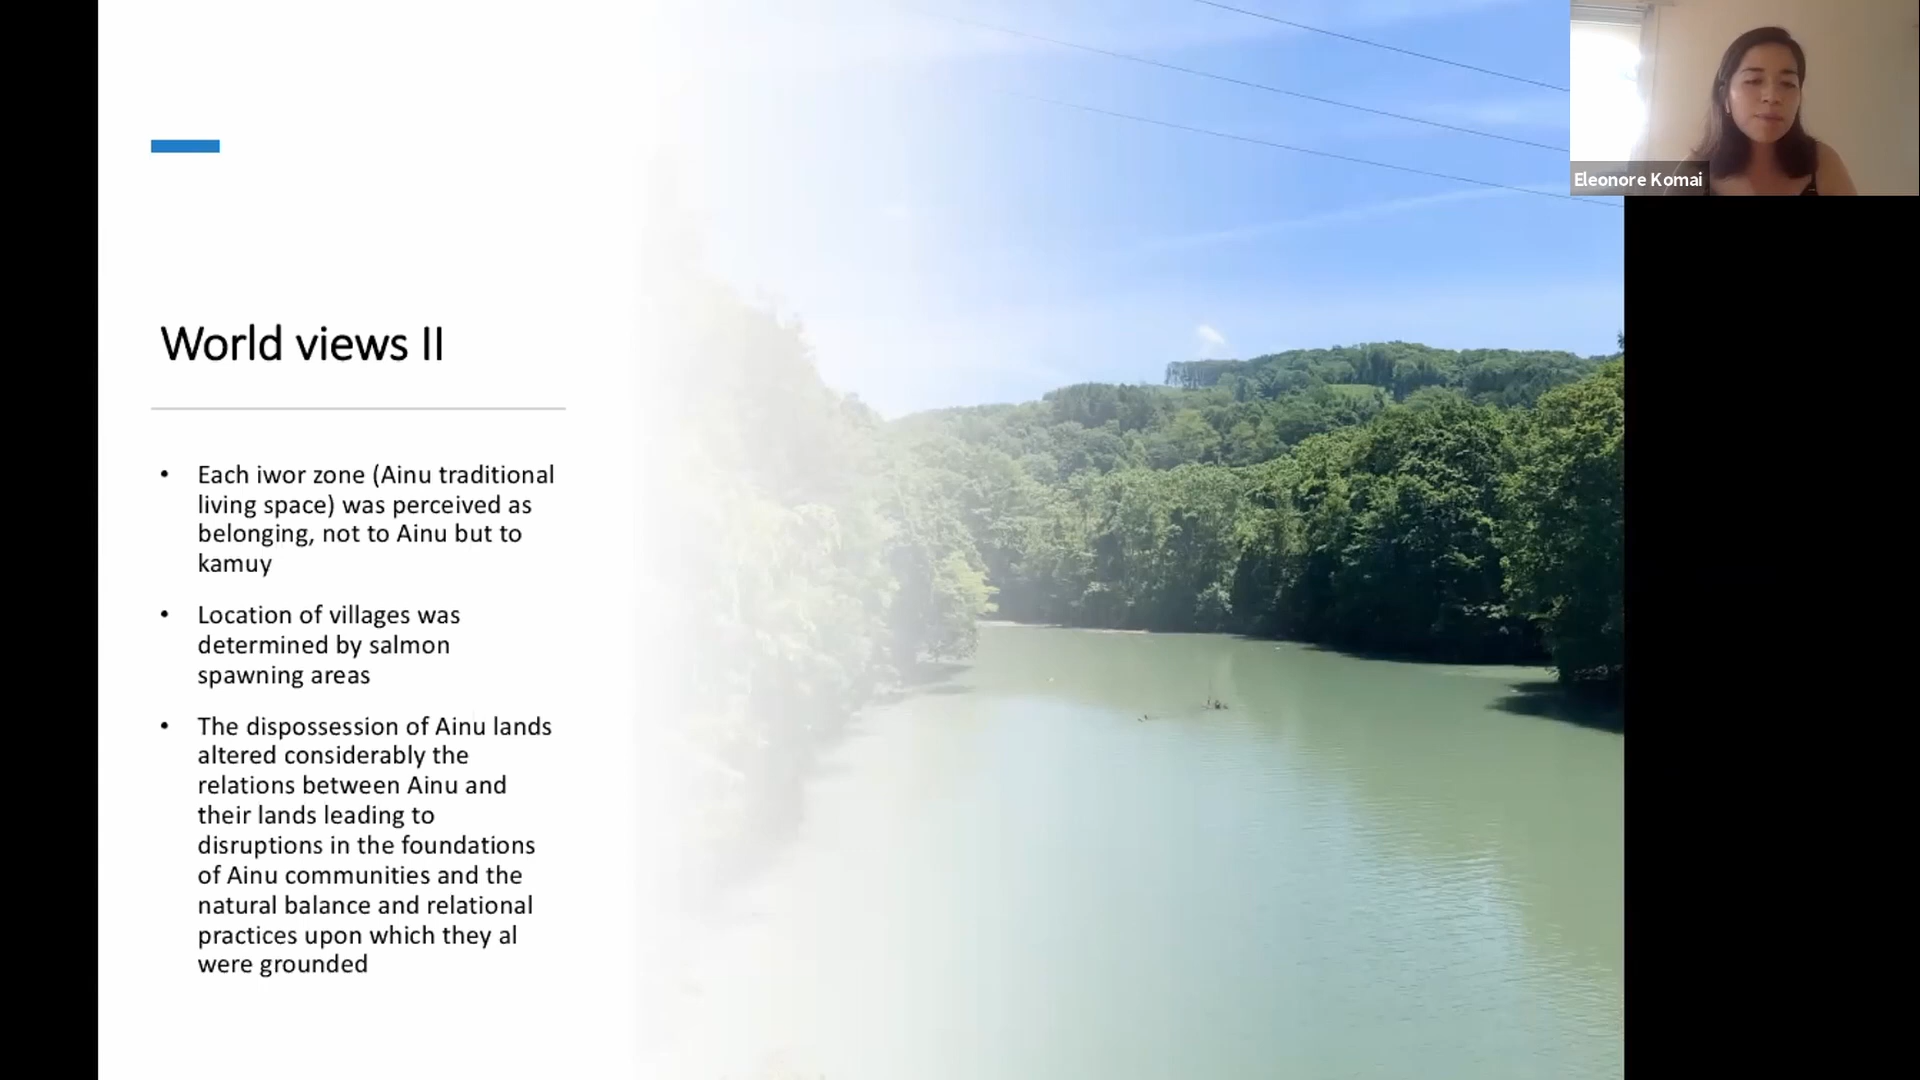 Eleonore Komai
World views II
• Each iwor zone (Ainu traditional
living space) was perceived as
belonging, not to Ainu but to
kamuy
• Location of villages was
determined by salmon
spawning areas
• The dispossession of Ainu lands
altered considerably the
relations between Ainu and
their lands leading to
disruptions in the foundations
of Ainu communities and the
natural balance and relational
practices upon which they al
were grounded